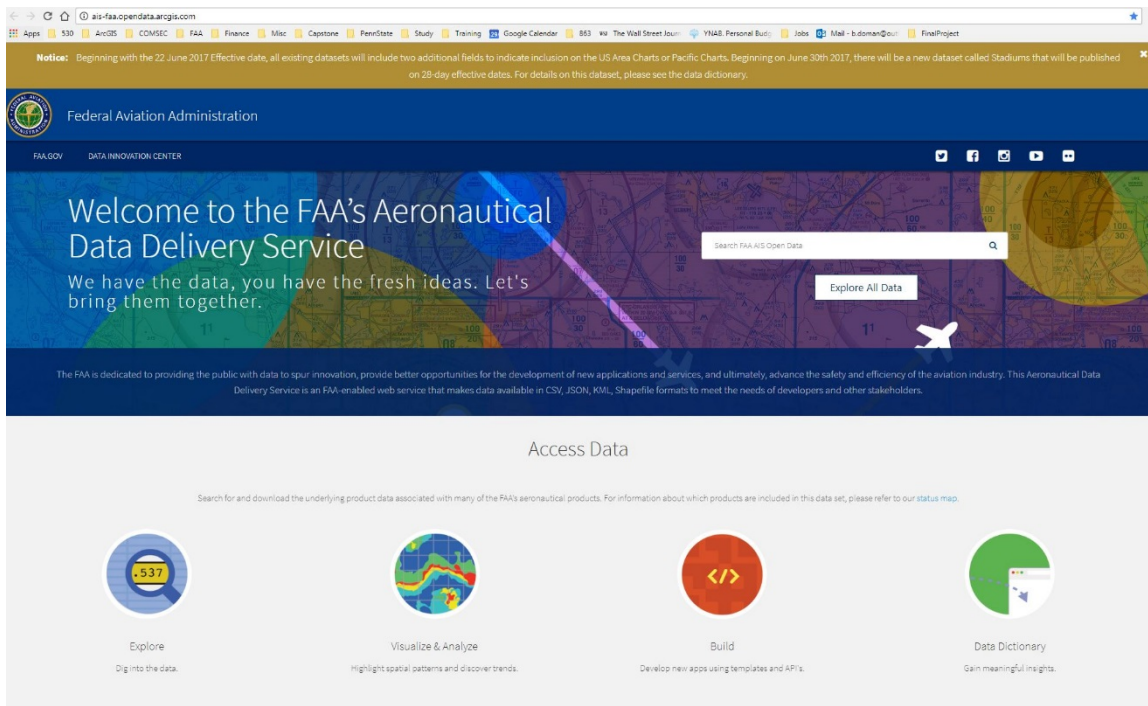 ais-faa.opendata.arcgis.com
Apps 530 ArcGIS COMSEC FAA Finance Misc Capstone PennState Study Training 29 Google Calendar 863 The Wall Street Journ YNAB. Personal Budg Jobs Mail - b.doman@out FinalProject
Notice: Beginning with the 22 June 2017 Effective date, all existing datasets will include two additional fields to indicate inclusion on the US Area Charts or Pacific Charts. Beginning on June 30th 2017, there will be a new dataset called Stadiums that will be published
on 28-day effective dates. For details on this dataset, please see the data dictionary.
Federal Aviation Administration
FAA.GOV DATA INNOVATION CENTER
Welcome to the FAA's Aeronautical
Data Delivery Service
We have the data, you have the fresh ideas. Let's
bring them together.
Search FAA AIS Open Data
Explore All Data
The FAA is dedicated to providing the public with data to spur innovation, provide better opportunities for the development of new applications and services, and ultimately, advance the safety and efficiency of the aviation industry. This Aeronautical Data
Delivery Service is an FAA-enabled web service that makes data available in CSV, JSON, KML, Shapefile formats to meet the needs of developers and other stakeholders.
Access Data
Search for and download the underlying product data associated with many of the FAA's aeronautical products. For information about which products are included in this data set, please refer to our status map.
.537
</>
Explore
Visualize & Analyze
Build
Data Dictionary
Dig into the data.
Highlight spatial patterns and discover trends.
Develop new apps using templates and API's.
Gain meaningful insights.